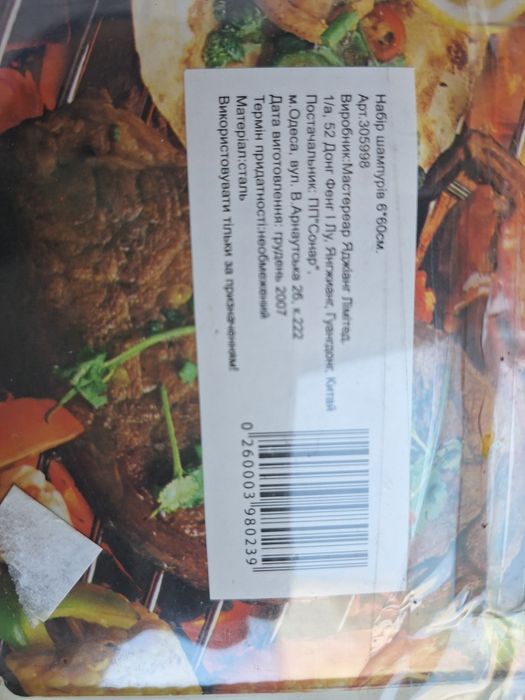 Набір шампурів 6*60см.
Арт.305998
Виробник:Мастереар Яджіанг Лімітед.
1/а, 52 Донг Фенг І Лу, Янгжианг, Гуангдонг, Китай
Постачальник: ПП"Сонар",
м.Одеса, вул. В.Арнаутська 2б, к.222
Дата виготовлення: грудень 2007
Термін придатності:необмежений
Матеріал:сталь
Використовувати тільки за призначенням!
0 260003 980239